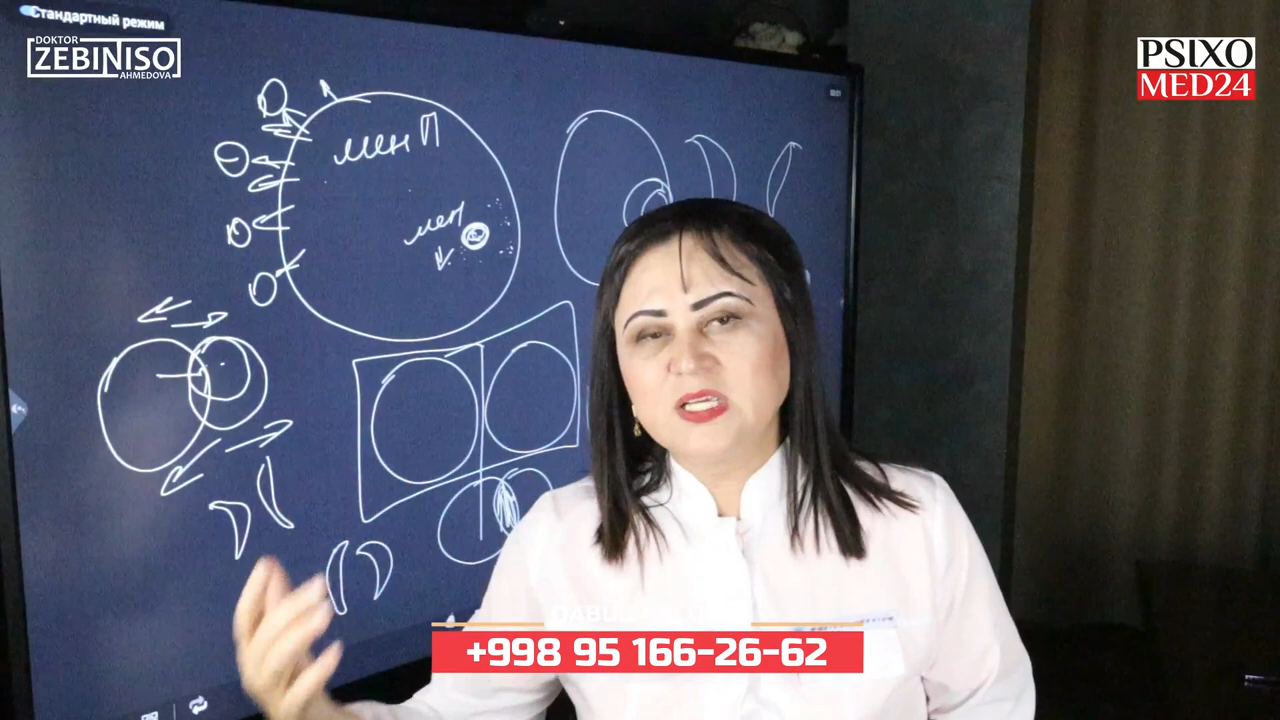 Стандартный режим
DOKTOR
ZEBINISO
AHMEDOVA
PSIXO
MED24
мен П
мен
+998 95 166-26-62